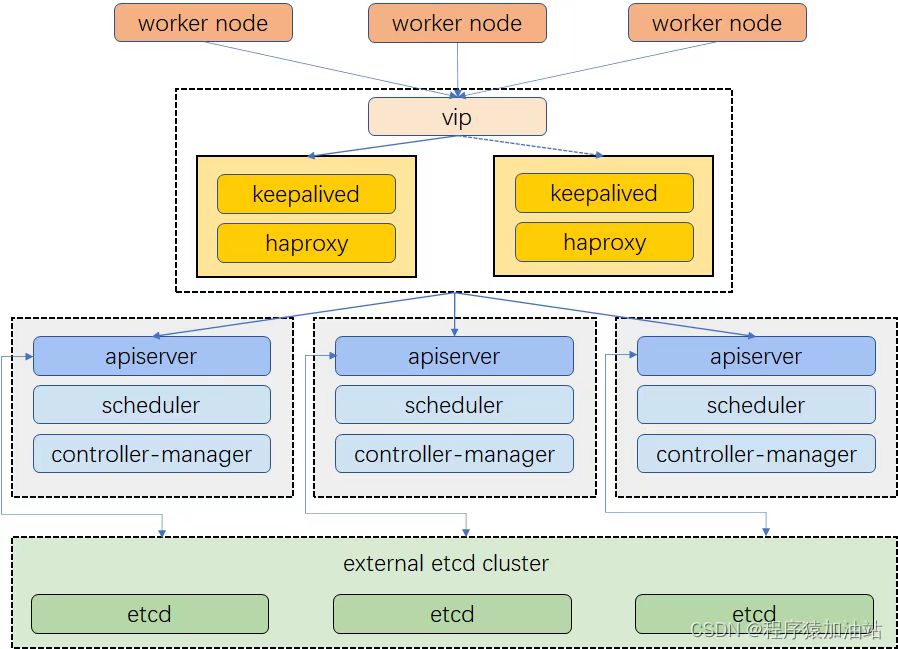 worker node
worker node
worker node
vip
keepalived
haproxy
keepalived
haproxy
apiserver
scheduler
controller-manager
apiserver
scheduler
controller-manager
apiserver
scheduler
controller-manager
external etcd cluster
etcd
etcd
etcd
CSDN @程序猿加油站